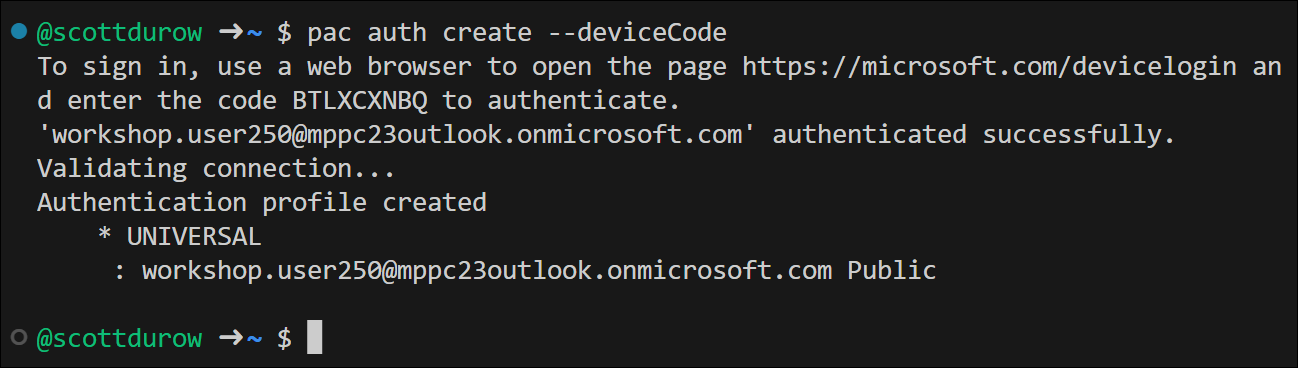 @scottdurow ➜ ~ $ pac auth create --deviceCode
To sign in, use a web browser to open the page https://microsoft.com/devicelogin an
d enter the code BTLXCXNBQ to authenticate.
'workshop.user250@mppc23outlook.onmicrosoft.com' authenticated successfully.
Validating connection...
Authentication profile created
    * UNIVERSAL
     : workshop.user250@mppc23outlook.onmicrosoft.com Public
@scottdurow ➜ ~ $